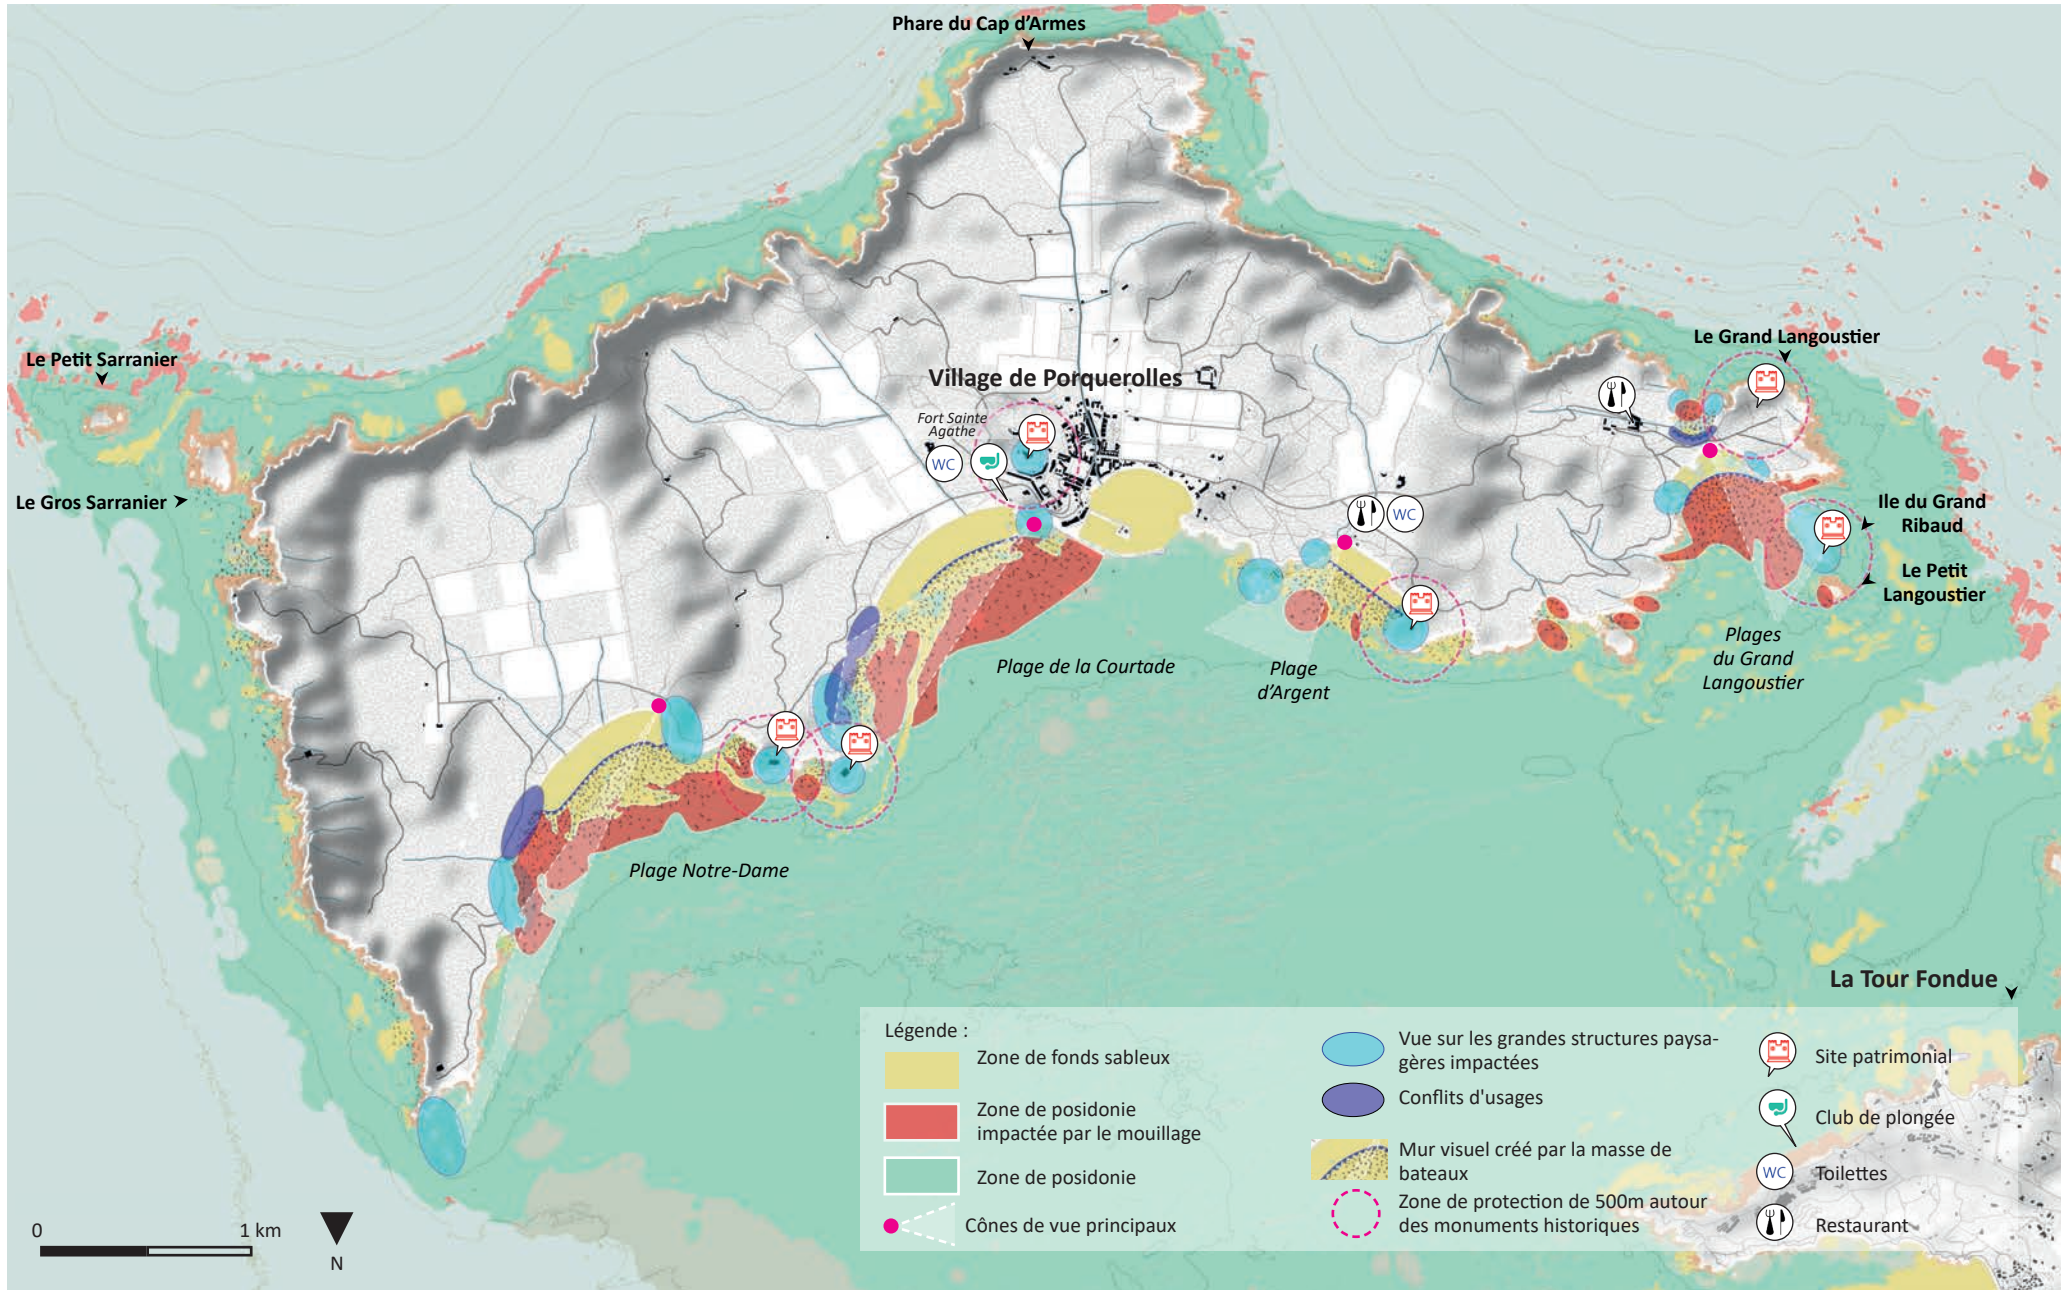 Phare du Cap d'Armes
Le Petit Sarranier
Le Gros Sarranier
Village de Porquerolles
Fort Sainte
Agathe
WC
WC
Le Grand Langoustier
Ile du Grand
Ribaud
Le Petit
Langoustier
Plage de la Courtade
Plage
d'Argent
Plages
du Grand
Langoustier
Plage Notre-Dame
La Tour Fondue
0
1 km
N
Légende :
Zone de fonds sableux
Zone de posidonie
impactée par le mouillage
Zone de posidonie
Cônes de vue principaux
Vue sur les grandes structures paysa-
gères impactées
Conflits d'usages
Mur visuel créé par la masse de
bateaux
Zone de protection de 500m autour
des monuments historiques
Site patrimonial
Club de plongée
WC
Toilettes
Restaurant